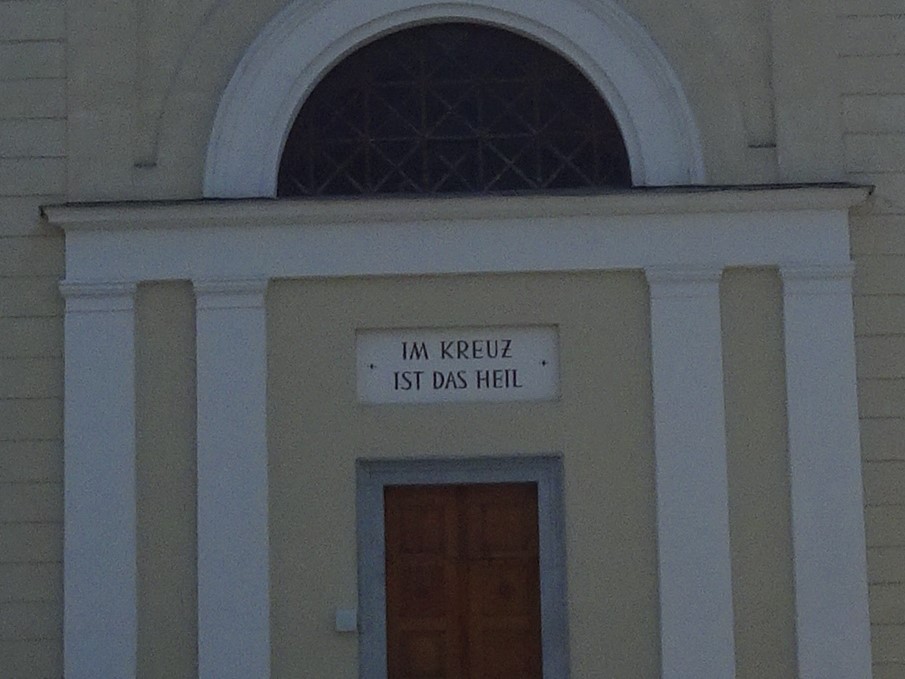 IM KREUZ
IST DAS HEIL